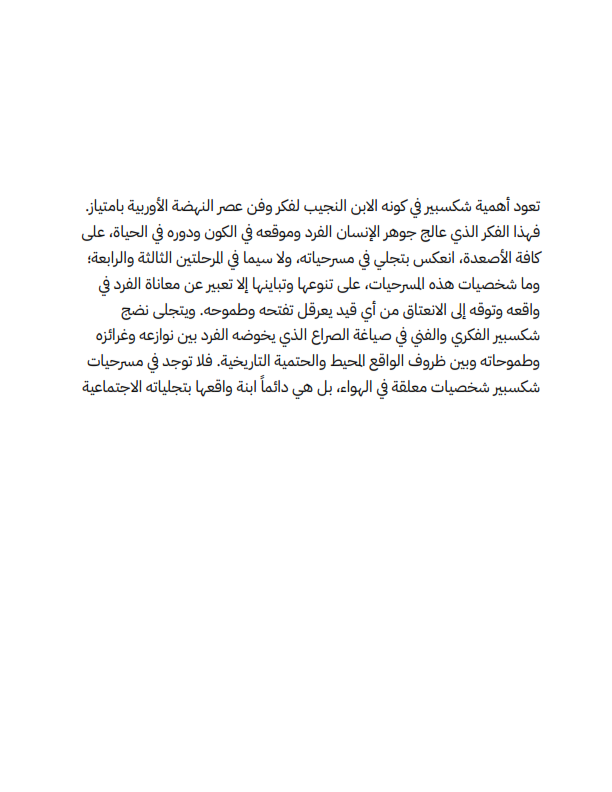 تعود أهمية شكسبير في كونه الابن النجيب لفكر وفن عصر النهضة الأوربية بامتياز.
فهذا الفكر الذي عالج جوهر الإنسان الفرد وموقعه في الكون ودوره في الحياة، على
كافة الأصعدة، انعكس بتجلي في مسرحياته، ولا سيما في المرحلتين الثالثة والرابعة؛
وما شخصيات هذه المسرحيات، على تنوعها وتباينها إلا تعبير عن معاناة الفرد في
واقعه وتوقه إلى الانعتاق من أي قيد يعرقل تفتحه وطموحه. ويتجلى نضج
شكسبير الفكري والفني في صياغة الصراع الذي يخوضه الفرد بين نوازعه وغرائزه
وطموحاته وبين ظروف الواقع المحيط والحتمية التاريخية. فلا توجد في مسرحيات
شكسبير شخصيات معلقة في الهواء، بل هي دائماً ابنة واقعها بتجلياته الاجتماعية